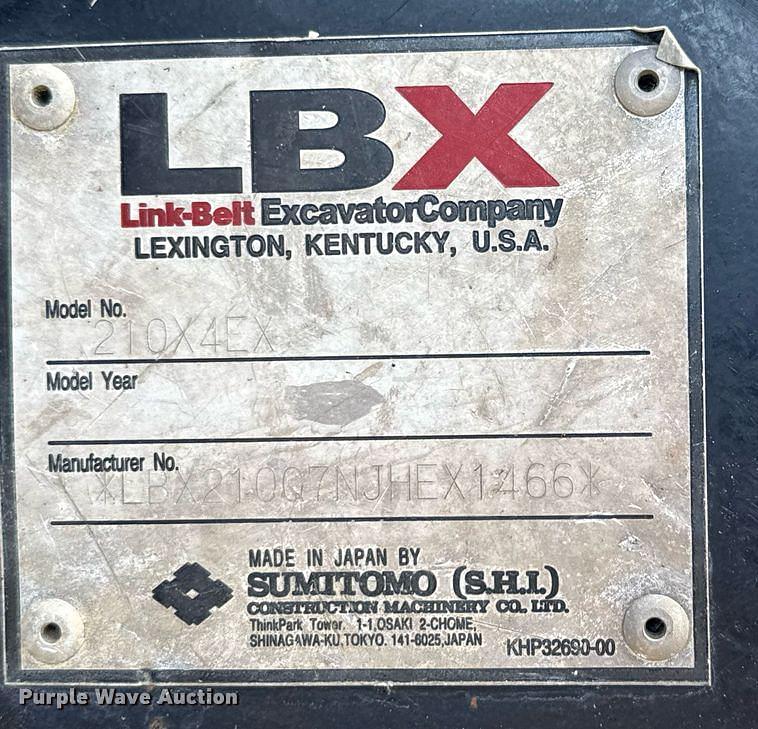 LBX
Link-Belt ExcavatorCompany
LEXINGTON, KENTUCKY, U.S.A.
Model No.
210X4EX
Model Year
Manufacturer No.
*LBX210Q7NJHEX1466*
MADE IN JAPAN BY
SUMITOMO (S.H.I.)
CONSTRUCTION MACHINERY CO., LTD.
ThinkPark Tower. 1-1,OSAKI 2-CHOME,
SHINAGAWA-KU,TOKYO. 141-6025,JAPAN
KHP32690-00
Purple Wave Auction